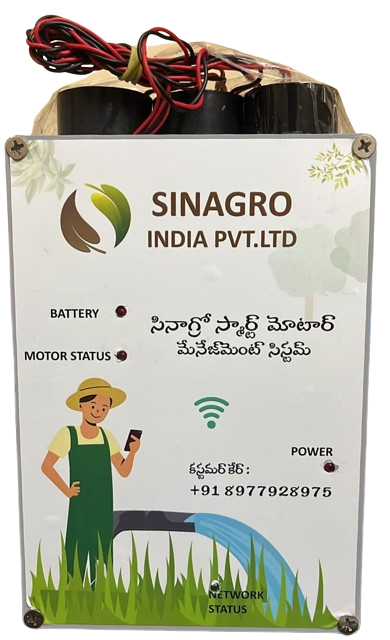 SINAGRO
INDIA PVT.LTD
BATTERY
సినాగ్రో స్మార్ట్ మోటార్
మేనేజ్‌మెంట్ సిస్టమ్
MOTOR STATUS
POWER
కస్టమర్ కేర్ :
+91 8977928975
NETWORK
STATUS